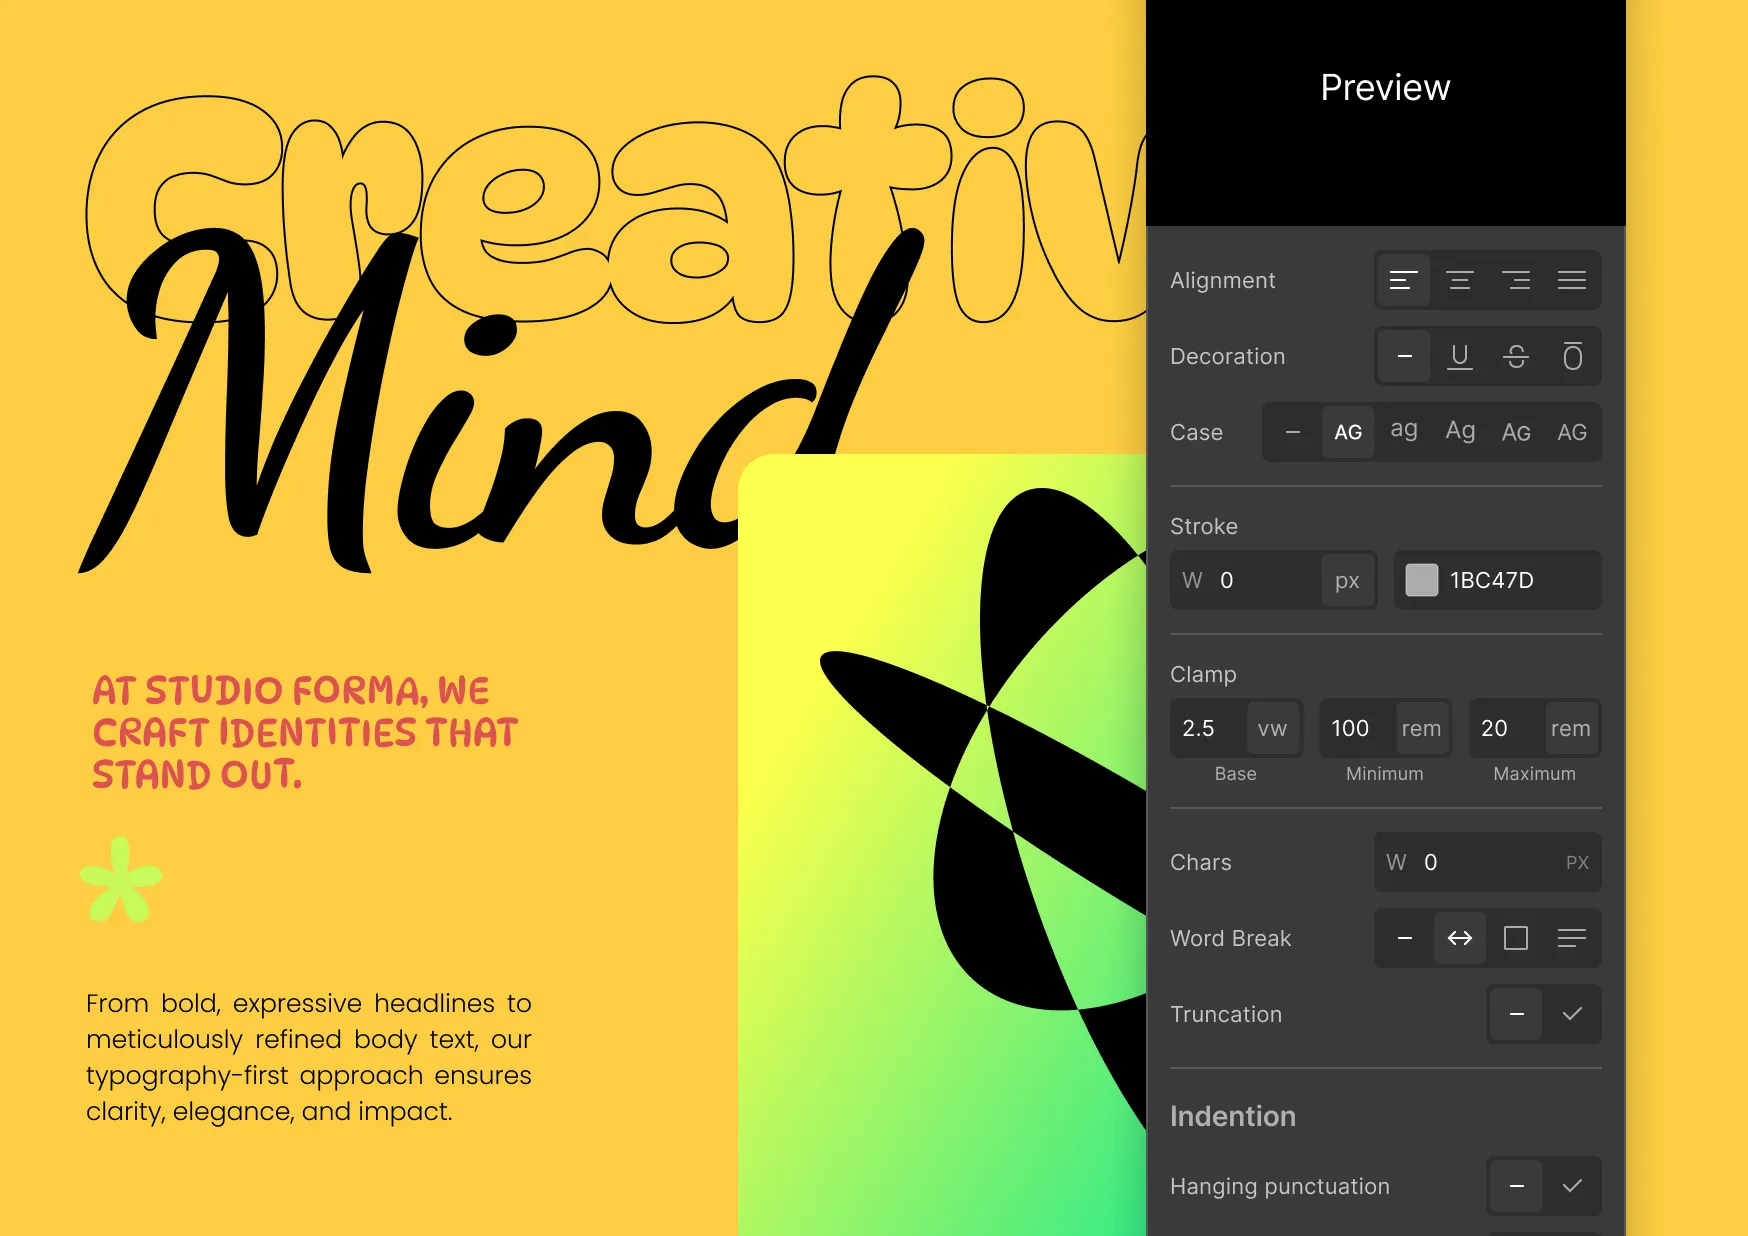 Creativ
Mind
AT STUDIO FORMA, WE
CRAFT IDENTITIES THAT
STAND OUT.
From bold, expressive headlines to
meticulously refined body text, our
typography-first approach ensures
clarity, elegance, and impact.
Preview
Alignment
Decoration
U S O
Case
AG ag Ag AG AG
Stroke
W 0 px 1BC47D
Clamp
2.5 vw 100 rem 20 rem
Base Minimum Maximum
Chars W 0 PX
Word Break
Truncation
Indention
Hanging punctuation